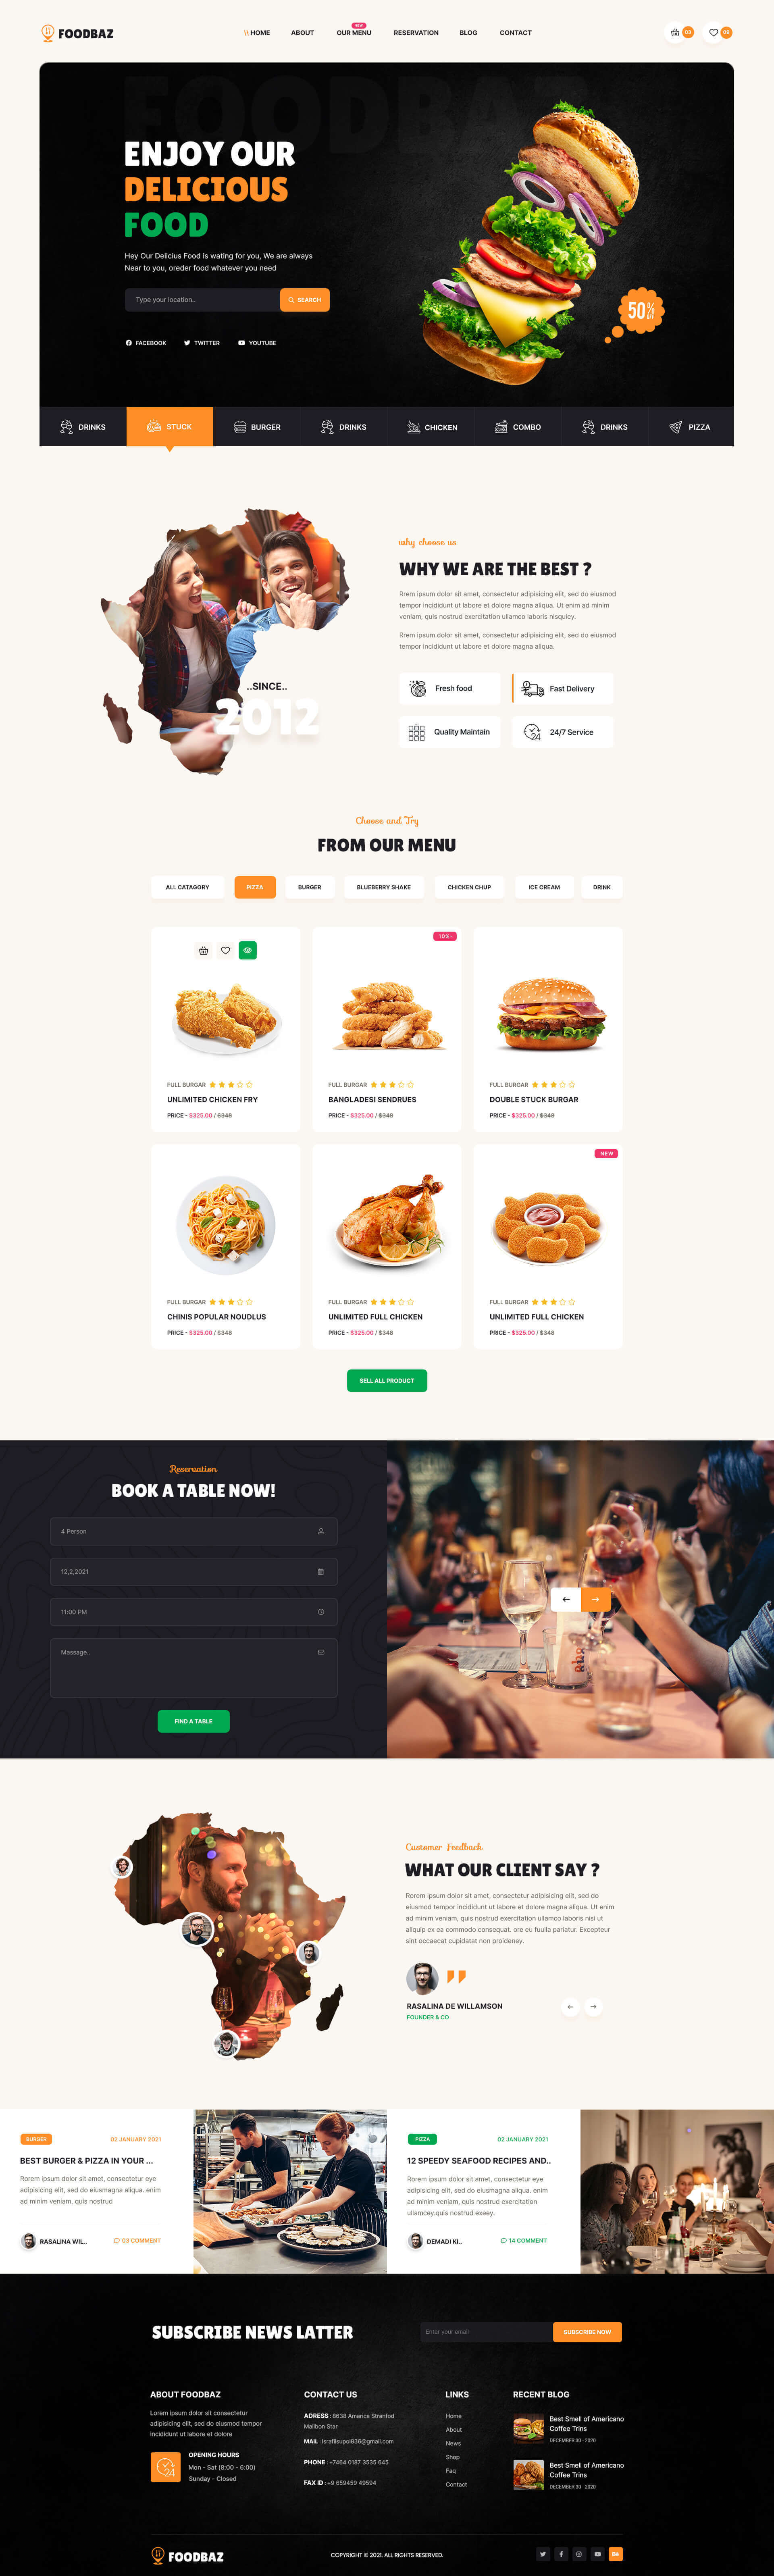 FOODBAZ
\\ HOME
ABOUT
NEW
OUR MENU
RESERVATION
BLOG
CONTACT
FOODBAZ
ENJOY OUR
DELICIOUS
FOOD
Hey Our Delicius Food is wating for you, We are always
Near to you, oreder food whatever you need
Type your location..
SEARCH
50% Off
FACEBOOK
TWITTER
YOUTUBE
DRINKS
STUCK
BURGER
DRINKS
CHICKEN
COMBO
DRINKS
PIZZA
..SINCE..
2012
why choose us
WHY WE ARE THE BEST ?
Rrem ipsum dolor sit amet, consectetur adipisicing elit, sed do eiusmod
tempor incididunt ut labore et dolore magna aliqua. Ut enim ad minim
veniam, quis nostrud exercitation ullamco laboris nisquiey.
Rrem ipsum dolor sit amet, consectetur adipisicing elit, sed do eiusmod
tempor incididunt ut labore et dolore magna aliqua.
Fresh food
Fast Delivery
Quality Maintain
24/7 Service
Choose and Try
FROM OUR MENU
ALL CATAGORY
PIZZA
BURGER
BLUEBERRY SHAKE
CHICKEN CHUP
ICE CREAM
DRINK
10%-
FULL BURGAR
UNLIMITED CHICKEN FRY
PRICE - $325.00 / $348
FULL BURGAR
BANGLADESI SENDRUES
PRICE - $325.00 / $348
FULL BURGAR
DOUBLE STUCK BURGAR
PRICE - $325.00 / $348
NEW
FULL BURGAR
CHINIS POPULAR NOUDLUS
PRICE - $325.00 / $348
FULL BURGAR
UNLIMITED FULL CHICKEN
PRICE - $325.00 / $348
FULL BURGAR
UNLIMTED FULL CHICKEN
PRICE - $325.00 / $348
SELL ALL PRODUCT
Reservation
BOOK A TABLE NOW!
4 Person
12,2,2021
11:00 PM
Massage..
FIND A TABLE
Customer Feedback
WHAT OUR CLIENT SAY ?
Rorem ipsum dolor sit amet, consectetur adipisicing elit, sed do
eiusmod tempor incididunt ut labore et dolore magna aliqua. Ut enim
ad minim veniam, quis nostrud exercitation ullamco laboris nisi ut
aliquip ex ea commodo consequat. ore eu fuulla pariatur. Excepteur
sint occaecat cupidatat non proideney.
RASALINA DE WILLAMSON
FOUNDER & CO
BURGER
02 JANUARY 2021
BEST BURGER & PIZZA IN YOUR ...
Rorem ipsum dolor sit amet, consectetur eye
adipisicing elit, sed do eiusmagna aliqua. enim
ad minim veniam, quis nostrud
RASALINA WIL..
03 COMMENT
PIZZA
02 JANUARY 2021
12 SPEEDY SEAFOOD RECIPES AND..
Rorem ipsum dolor sit amet, consectetur eye
adipisicing elit, sed do eiusmagna aliqua. enim
ad minim veniam, quis nostrud exercitation
ullamcey.quis nostrud exeey.
DEMADI KI..
14 COMMENT
SUBSCRIBE NEWS LATTER
Enter your email
SUBSCRIBE NOW
ABOUT FOODBAZ
Lorem ipsum dolor sit consectetur
adipisicing elit, sed do eiusm tempor
incididunt ut labore et dolore
OPENING HOURS
Mon - Sat (8:00 - 6:00)
Sunday - Closed
CONTACT US
ADRESS : 8638 Amarica Stranfod
Mailbon Star
MAIL : Israfilsupol836@gmail.com
PHONE : +7464 0187 3535 645
FAX ID : +9 659459 49594
LINKS
Home
About
News
Shop
Faq
Contact
RECENT BLOG
Best Smell of Americano
Coffee Trins
DECEMBER 30 - 2020
Best Smell of Americano
Coffee Trins
DECEMBER 30 - 2020
FOODBAZ
COPYRIGHT © 2021. ALL RIGHTS RESERVED.